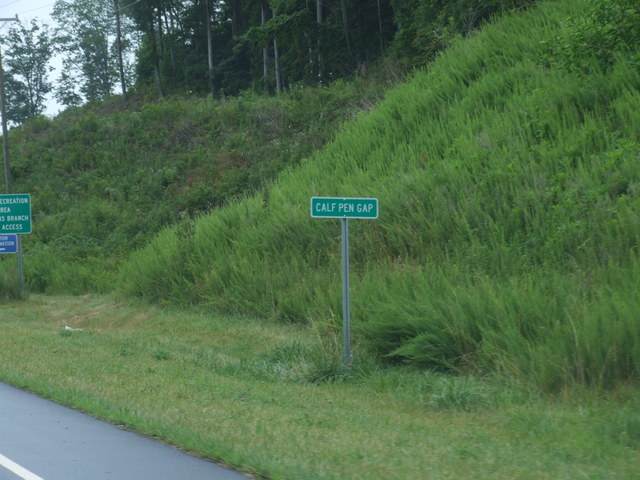 CALF PEN GAP
RECREATION
AREA
BRANCH
ACCESS